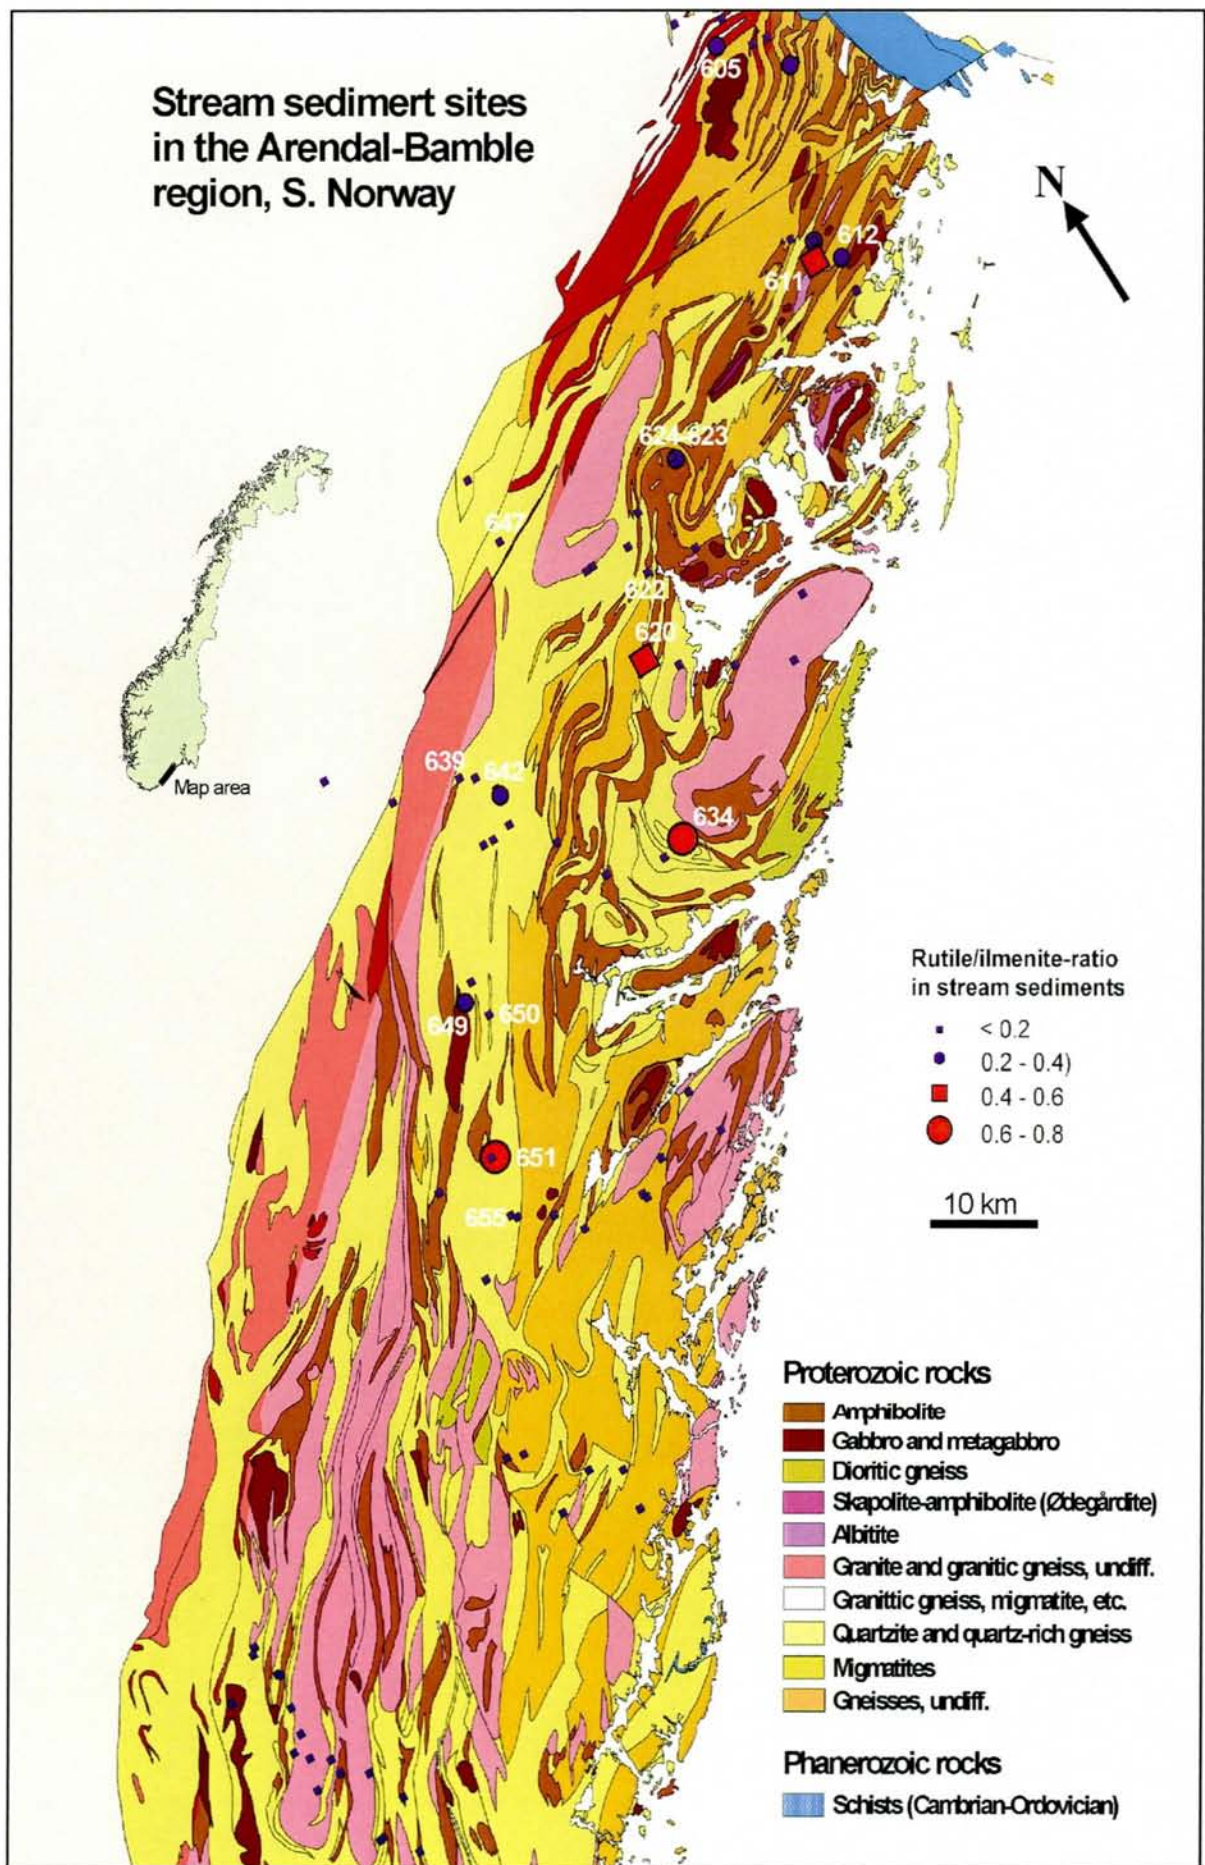 Stream sedimert sites
in the Arendal-Bamble
region, S. Norway
N
605
612
611
624-623
647
622
620
639
642
634
Map area
649
650
651
655
Rutile/ilmenite-ratio
in stream sediments
< 0.2
0.2 - 0.4)
0.4 - 0.6
0.6 - 0.8
10 km
Proterozoic rocks
Amphibolite
Gabbro and metagabbro
Dioritic gneiss
Skapolite-amphibolite (Ødegårdite)
Albitite
Granite and granitic gneiss, undiff.
Granittic gneiss, migmatite, etc.
Quartzite and quartz-rich gneiss
Migmatites
Gneisses, undiff.
Phanerozoic rocks
Schists (Cambrian-Ordovician)